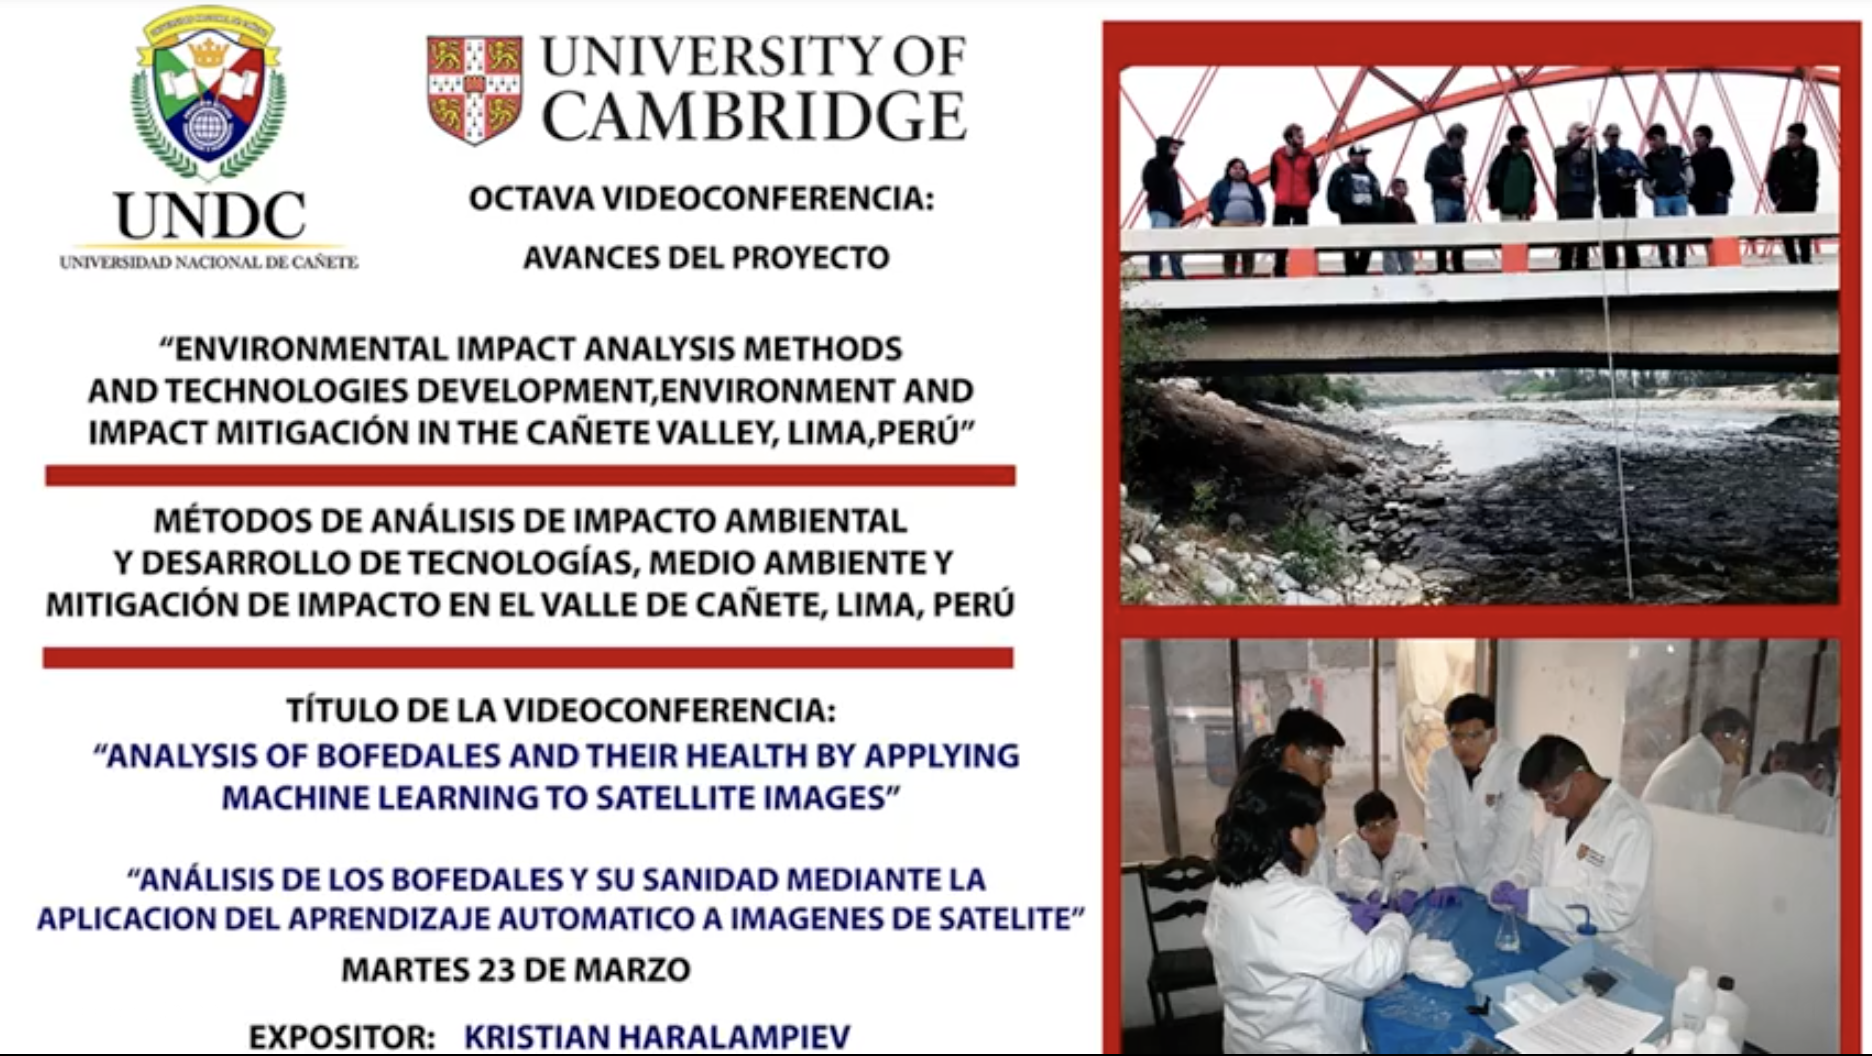 UNIVERSIDAD NACIONAL DE CAÑETE
UNDC
UNIVERSIDAD NACIONAL DE CAÑETE
UNIVERSITY OF
CAMBRIDGE
OCTAVA VIDEOCONFERENCIA:
AVANCES DEL PROYECTO
“ENVIRONMENTAL IMPACT ANALYSIS METHODS
AND TECHNOLOGIES DEVELOPMENT,ENVIRONMENT AND
IMPACT MITIGACIÓN IN THE CAÑETE VALLEY, LIMA,PERÚ”
MÉTODOS DE ANÁLISIS DE IMPACTO AMBIENTAL
Y DESARROLLO DE TECNOLOGÍAS, MEDIO AMBIENTE Y
MITIGACIÓN DE IMPACTO EN EL VALLE DE CAÑETE, LIMA, PERÚ
TÍTULO DE LA VIDEOCONFERENCIA:
“ANALYSIS OF BOFEDALES AND THEIR HEALTH BY APPLYING
MACHINE LEARNING TO SATELLITE IMAGES”
“ANÁLISIS DE LOS BOFEDALES Y SU SANIDAD MEDIANTE LA
APLICACION DEL APRENDIZAJE AUTOMATICO A IMAGENES DE SATELITE”
MARTES 23 DE MARZO
EXPOSITOR: KRISTIAN HARALAMPIEV